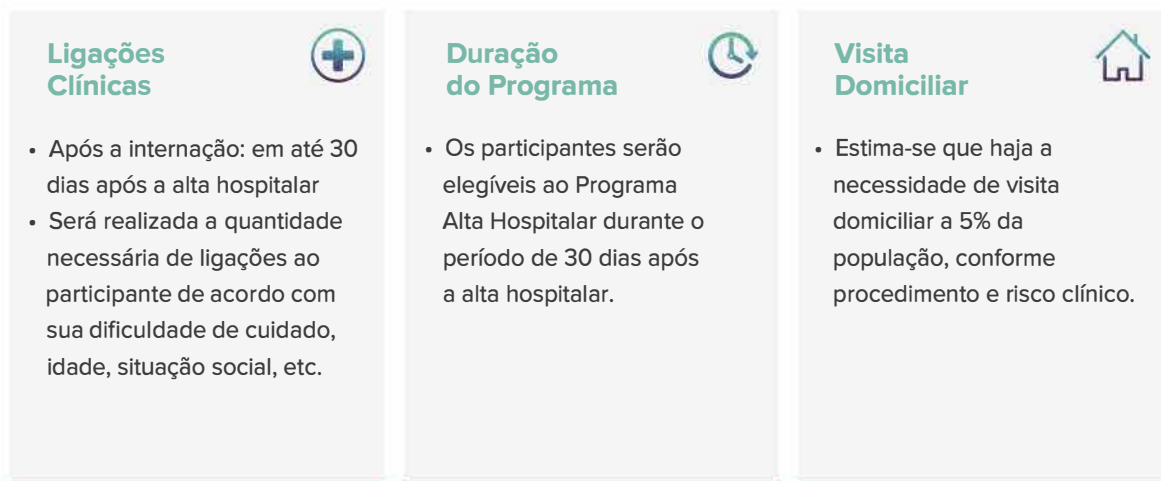 Ligações
Clínicas
• Após a internação: em até 30
dias após a alta hospitalar
• Será realizada a quantidade
necessária de ligações ao
participante de acordo com
sua dificuldade de cuidado,
idade, situação social, etc.
Duração
do Programa
• Os participantes serão
elegíveis ao Programa
Alta Hospitalar durante o
período de 30 dias após
a alta hospitalar.
Visita
Domiciliar
• Estima-se que haja a
necessidade de visita
domiciliar a 5% da
população, conforme
procedimento e risco clínico.